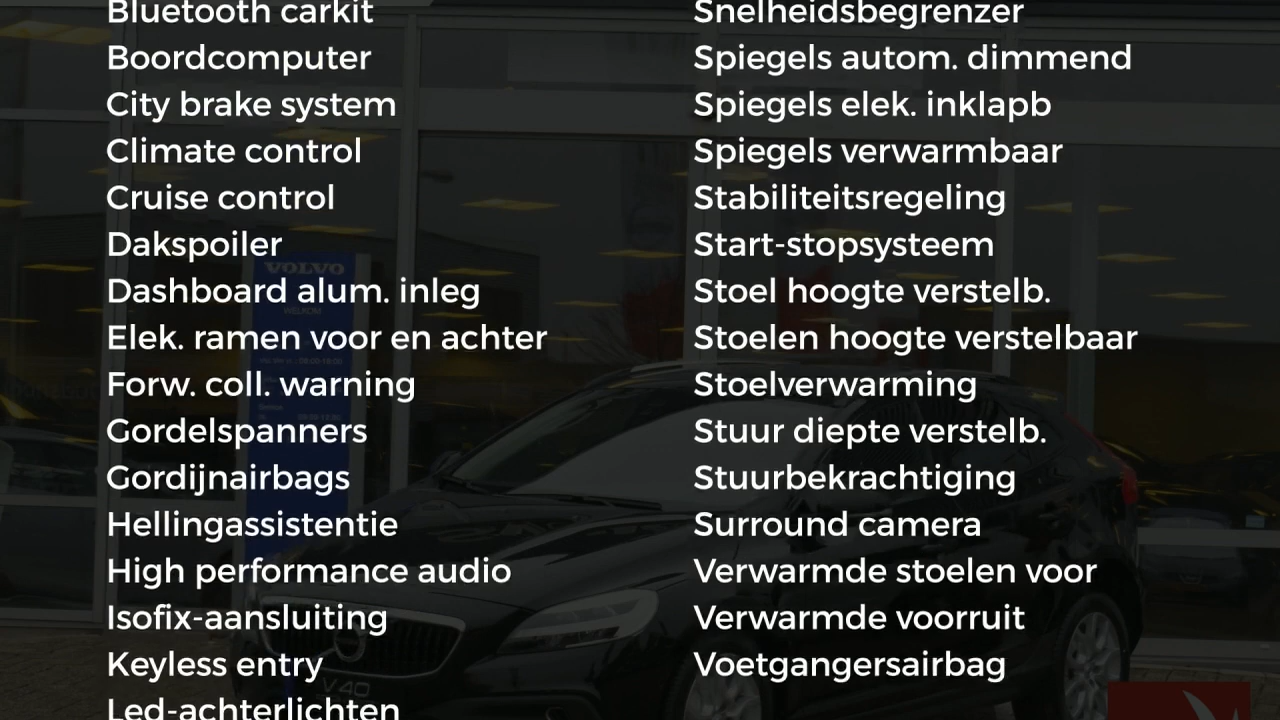 Bluetooth carkit
Boordcomputer
City brake system
Climate control
Cruise control
Dakspoiler
Dashboard alum. inleg
Elek. ramen voor en achter
Forw. coll. warning
Gordelspanners
Gordijnairbags
Hellingassistentie
High performance audio
Isofix-aansluiting
Keyless entry
Led-achterlichten
Snelheidsbegrenzer
Spiegels autom. dimmend
Spiegels elek. inklapb
Spiegels verwarmbaar
Stabiliteitsregeling
Start-stopsysteem
Stoel hoogte verstelb.
Stoelen hoogte verstelbaar
Stoelverwarming
Stuur diepte verstelb.
Stuurbekrachtiging
Surround camera
Verwarmde stoelen voor
Verwarmde voorruit
Voetgangersairbag
VOLVO
WELKOM
V40